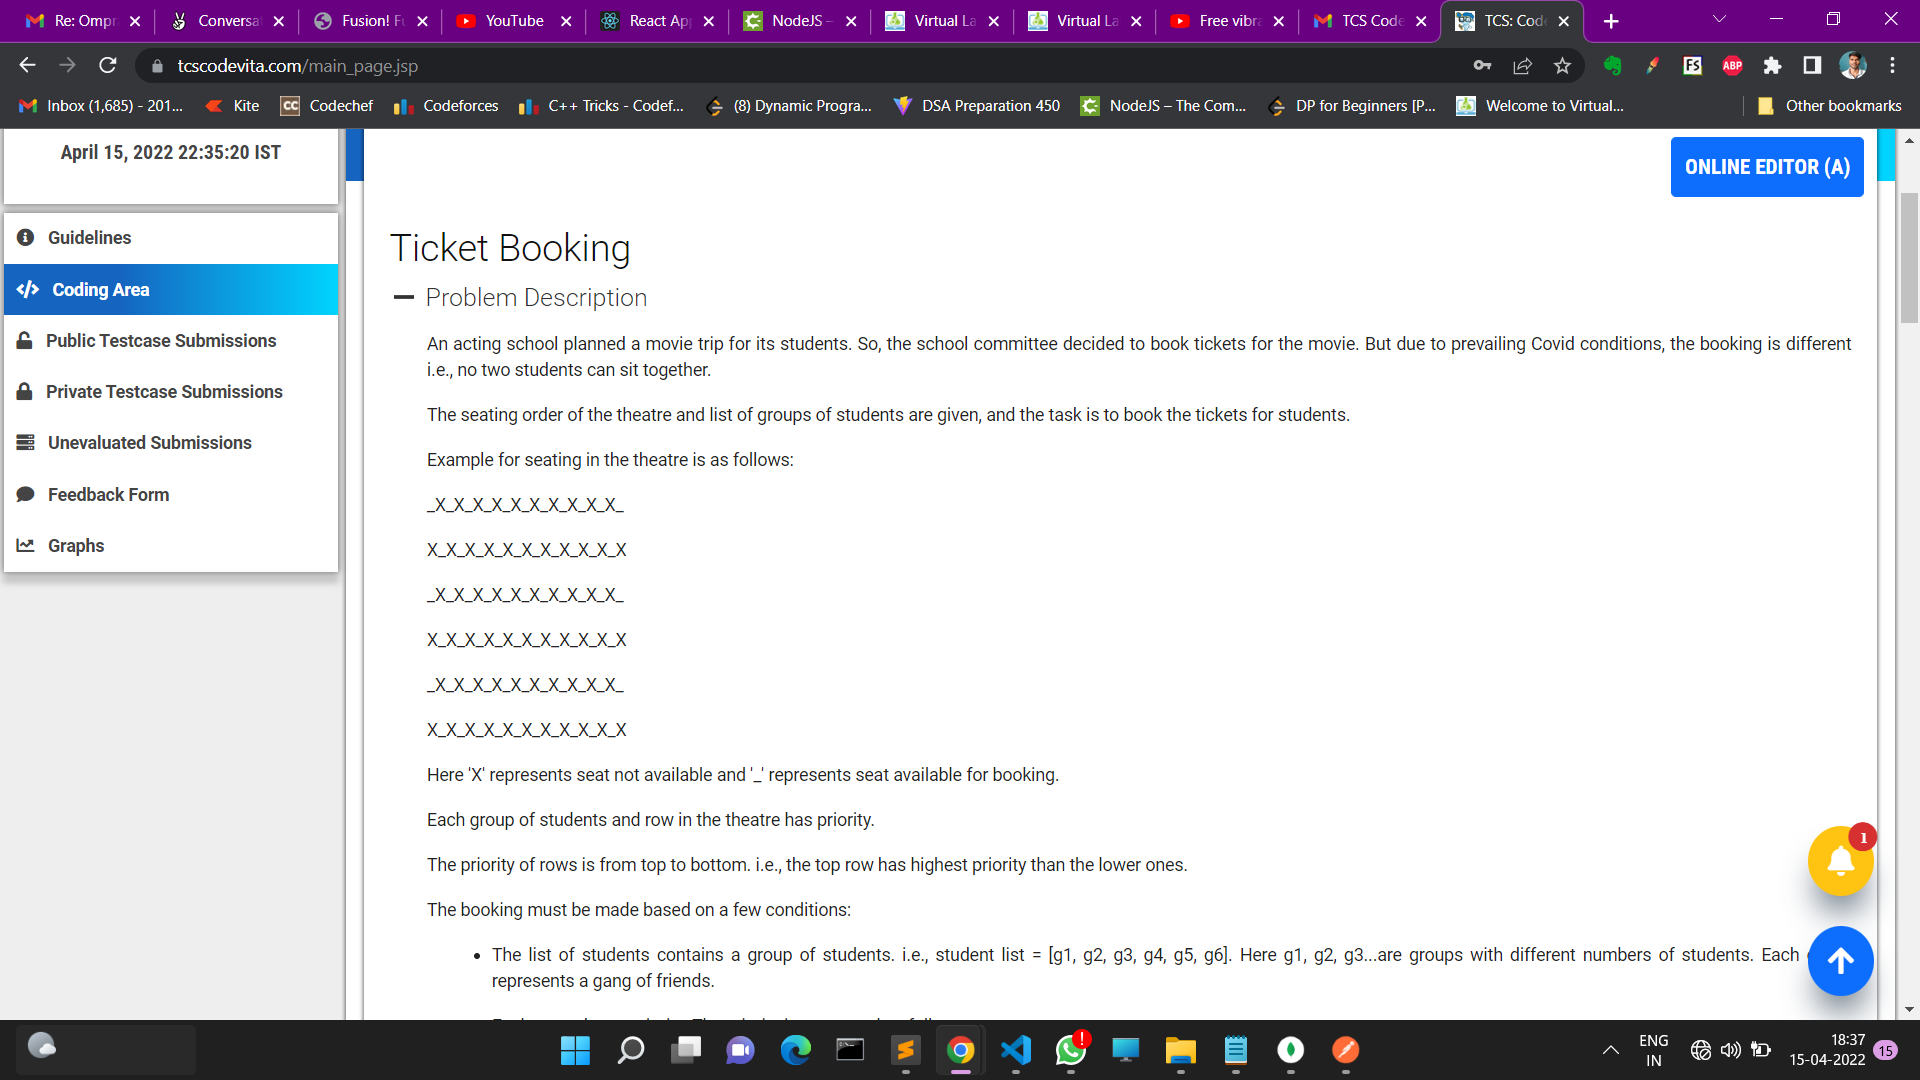 Re: Ompr
Conversa
Fusion! Fu
YouTube
React Ap
NodeJS –
Virtual La
Virtual La
Free vibra
TCS Code
TCS: Cod
tcscodevita.com/main_page.jsp
FS
ABP
Inbox (1,685) - 201...
Kite
CC Codechef
Codeforces
C++ Tricks - Codef...
(8) Dynamic Progra...
DSA Preparation 450
NodeJS – The Com...
DP for Beginners [P...
Welcome to Virtual...
Other bookmarks
April 15, 2022 22:35:20 IST
Guidelines
Coding Area
Public Testcase Submissions
Private Testcase Submissions
Unevaluated Submissions
Feedback Form
Graphs
ONLINE EDITOR (A)
Ticket Booking
Problem Description
An acting school planned a movie trip for its students. So, the school committee decided to book tickets for the movie. But due to prevailing Covid conditions, the booking is different
i.e., no two students can sit together.
The seating order of the theatre and list of groups of students are given, and the task is to book the tickets for students.
Example for seating in the theatre is as follows:
_X_X_X_X_X_X_X_X_X_X_
X_X_X_X_X_X_X_X_X_X_X
_X_X_X_X_X_X_X_X_X_X_
X_X_X_X_X_X_X_X_X_X_X
_X_X_X_X_X_X_X_X_X_X_
X_X_X_X_X_X_X_X_X_X_X
Here 'X' represents seat not available and '_' represents seat available for booking.
Each group of students and row in the theatre has priority.
The priority of rows is from top to bottom. i.e., the top row has highest priority than the lower ones.
The booking must be made based on a few conditions:
• The list of students contains a group of students. i.e., student list = [g1, g2, g3, g4, g5, g6]. Here g1, g2, g3...are groups with different numbers of students. Each
represents a gang of friends.
1
ENG
IN
18:37
15-04-2022
15